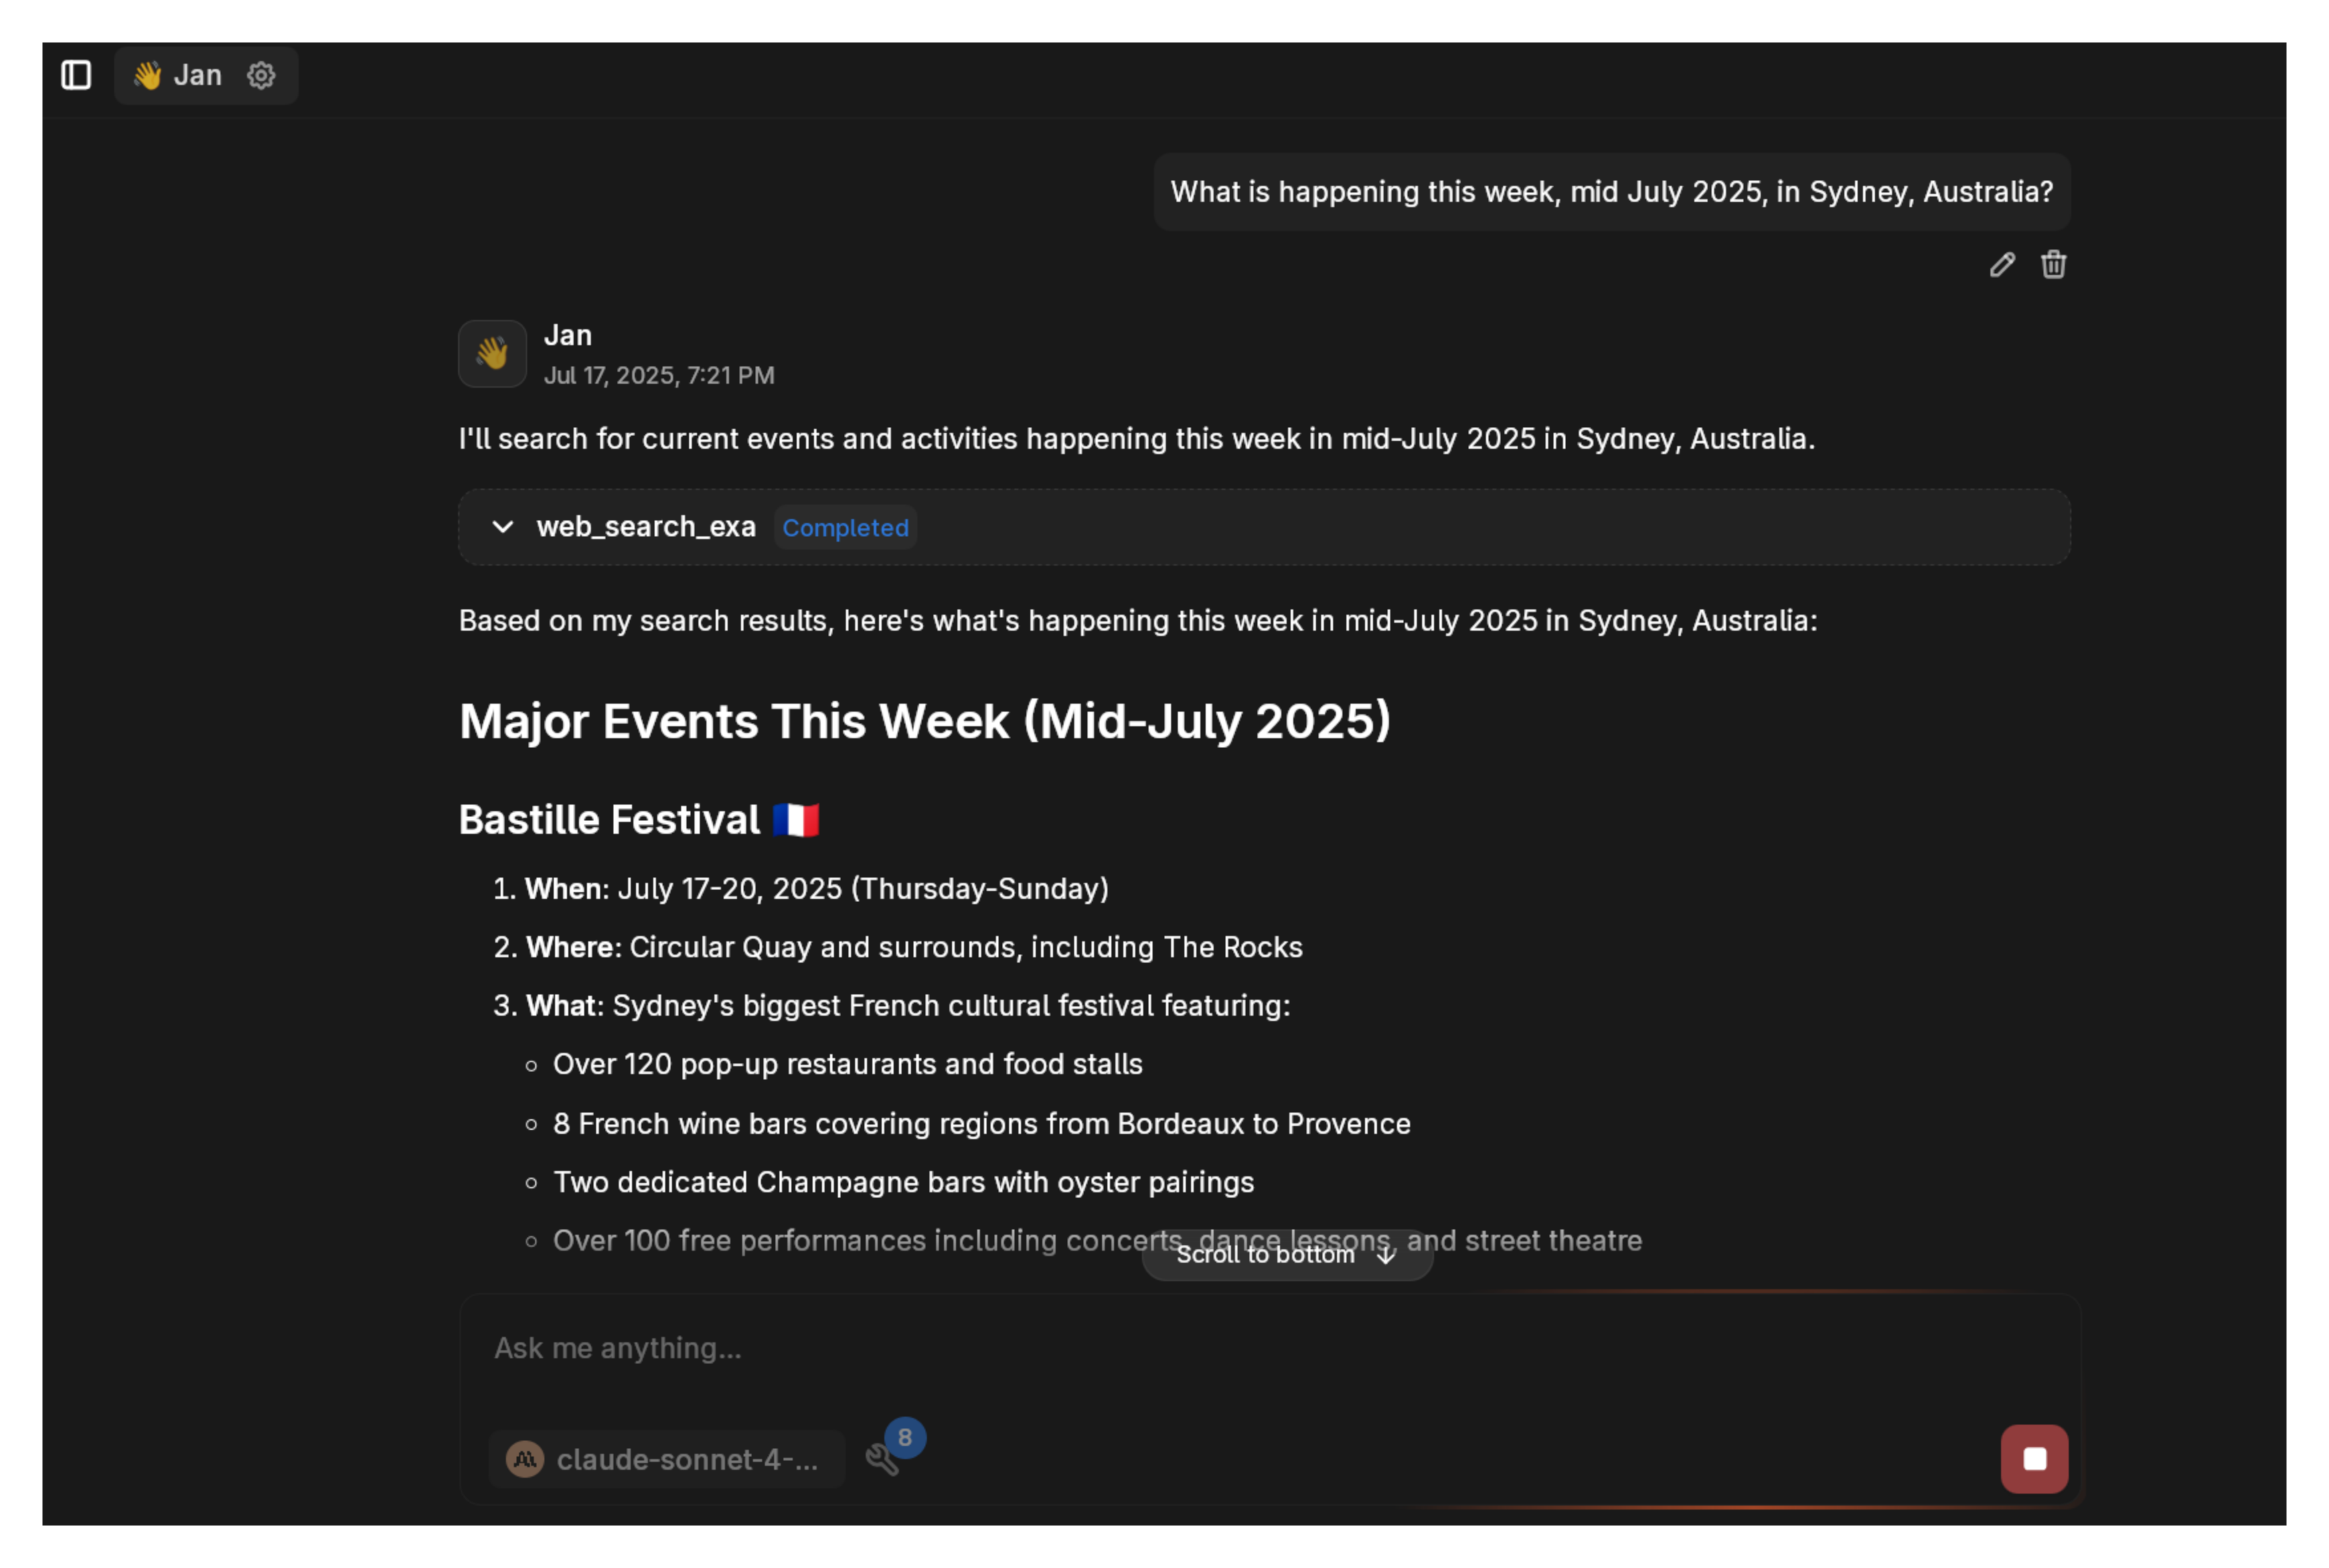 👋 Jan
What is happening this week, mid July 2025, in Sydney, Australia?
Jan
Jul 17, 2025, 7:21 PM
I'll search for current events and activities happening this week in mid-July 2025 in Sydney, Australia.
web_search_exa Completed
Based on my search results, here's what's happening this week in mid-July 2025 in Sydney, Australia:
Major Events This Week (Mid-July 2025)
Bastille Festival 🇫🇷
1. When: July 17-20, 2025 (Thursday-Sunday)
2. Where: Circular Quay and surrounds, including The Rocks
3. What: Sydney's biggest French cultural festival featuring:
○ Over 120 pop-up restaurants and food stalls
○ 8 French wine bars covering regions from Bordeaux to Provence
○ Two dedicated Champagne bars with oyster pairings
○ Over 100 free performances including concerts, dance lessons, and street theatre
Scroll to bottom ↓
Ask me anything...
claude-sonnet-4-... 8